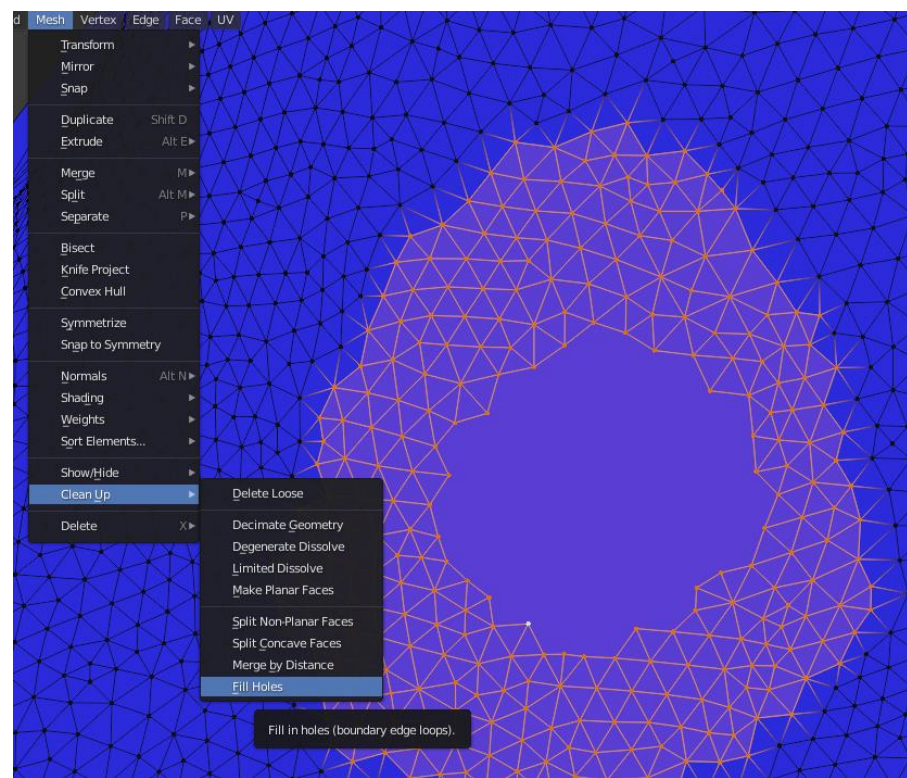 d Mesh Vertex Edge Face UV
Transform
Mirror
Snap
Duplicate Shift D
Extrude Alt E
Merge M
Split Alt M
Separate P
Bisect
Knife Project
Convex Hull
Symmetrize
Snap to Symmetry
Normals Alt N
Shading
Weights
Sort Elements...
Show/Hide
Clean Up
Delete X
Delete Loose
Decimate Geometry
Degenerate Dissolve
Limited Dissolve
Make Planar Faces
Split Non-Planar Faces
Split Concave Faces
Merge by Distance
Fill Holes
Fill in holes (boundary edge loops).